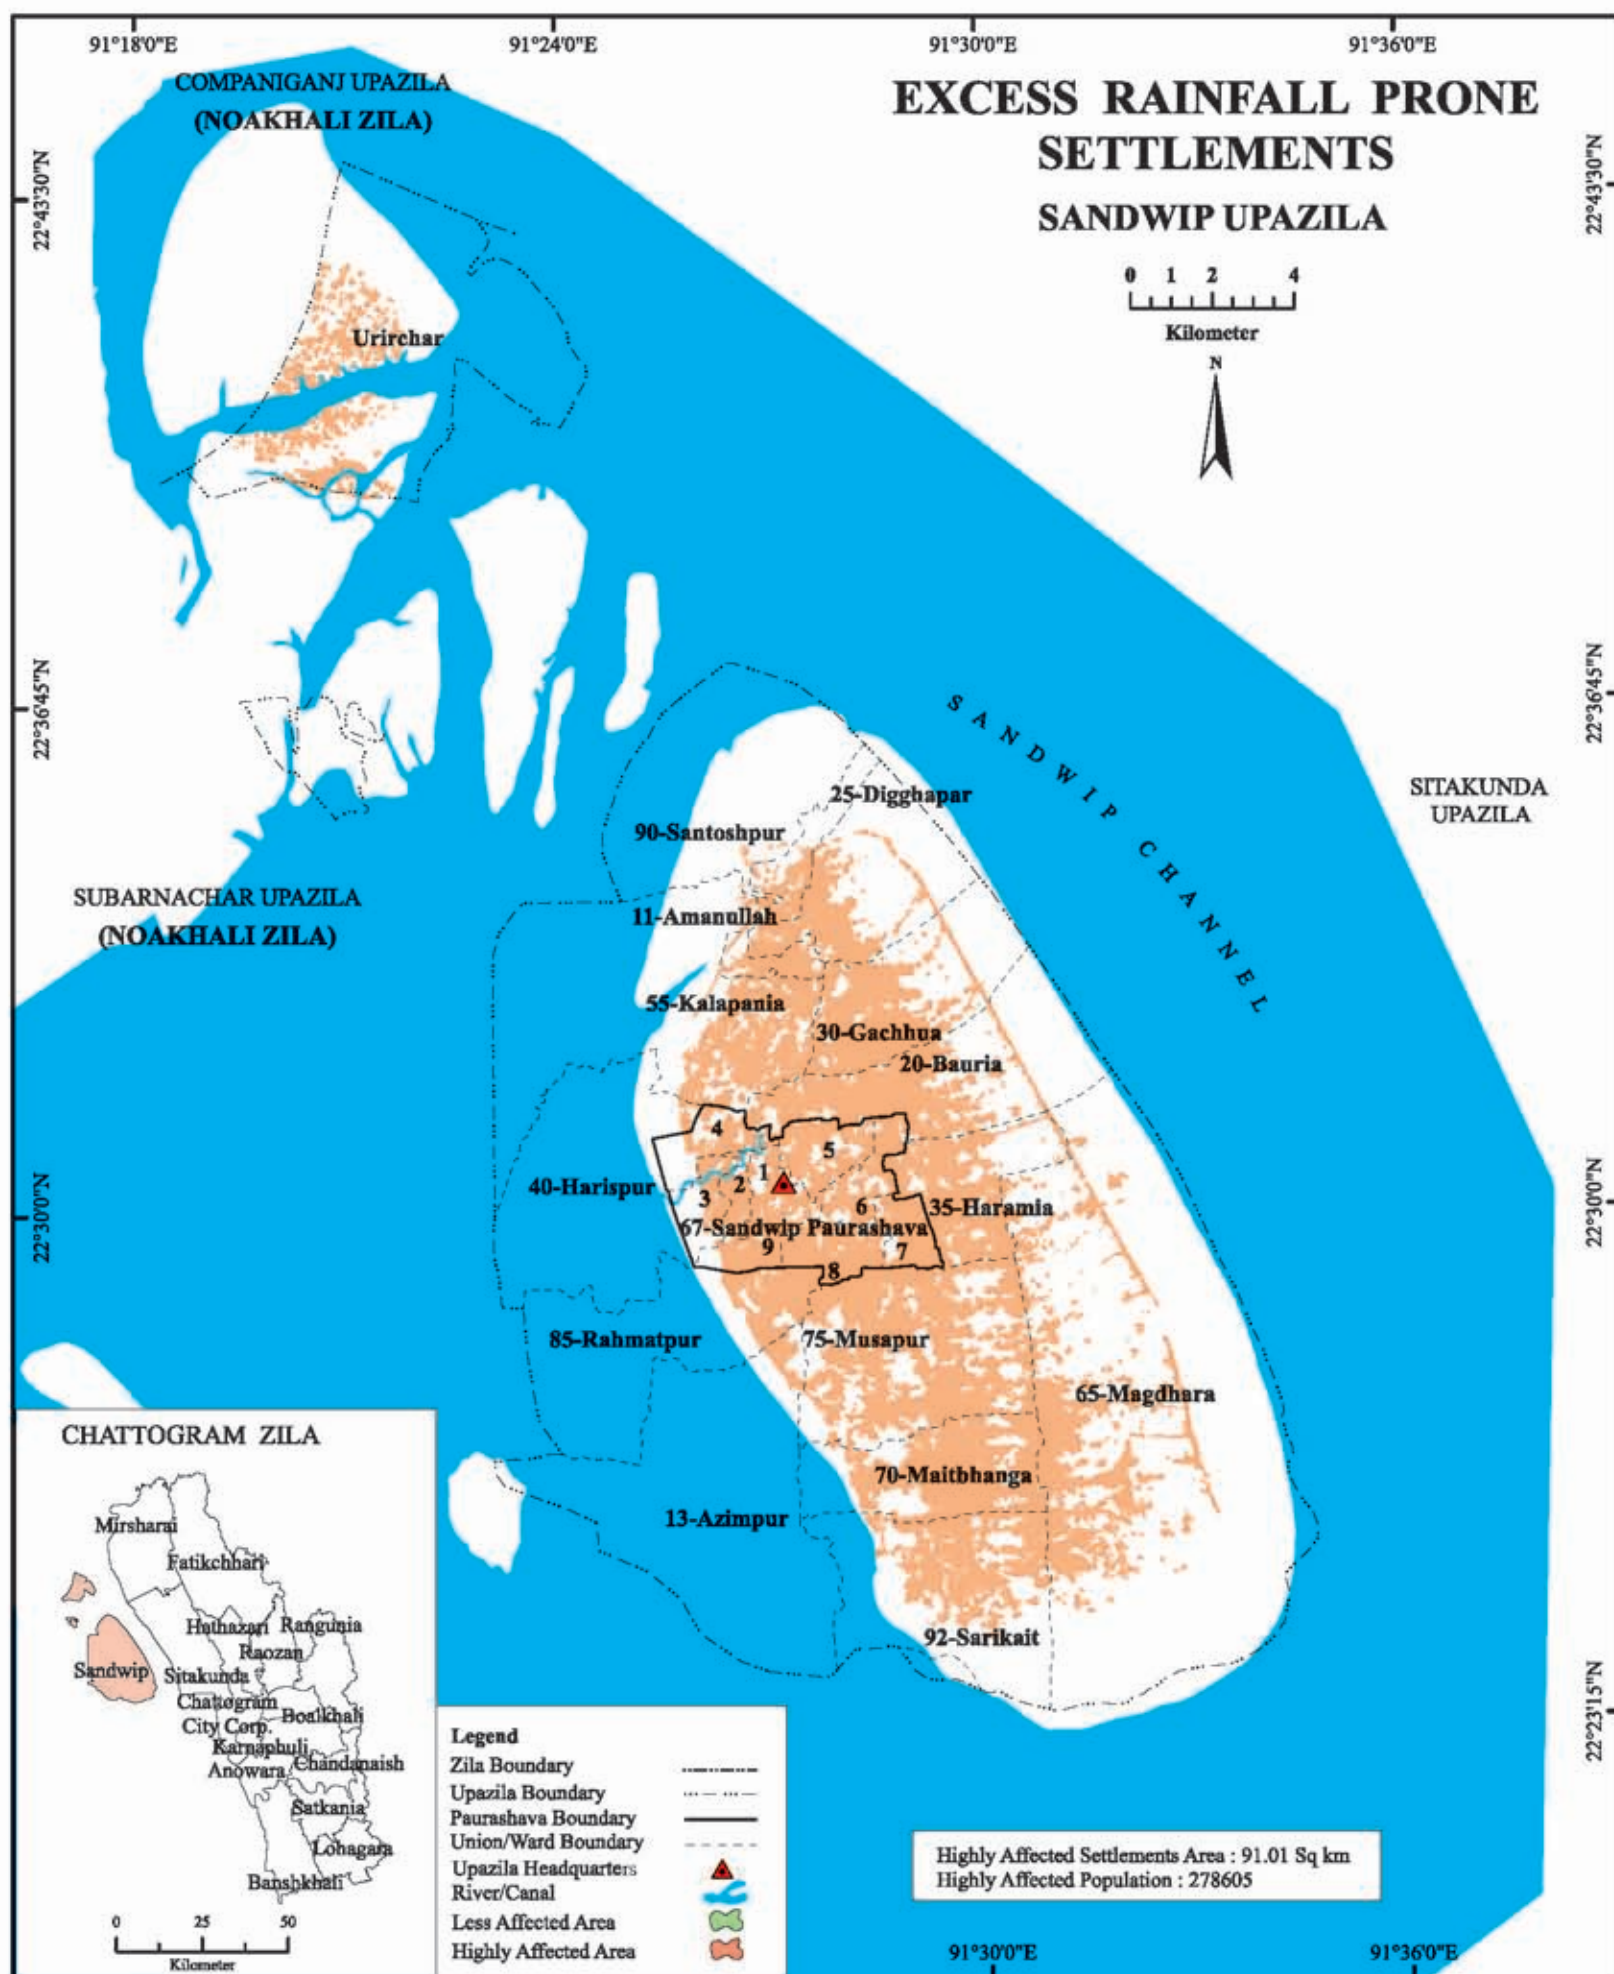 91°18'0"E
91°24'0"E
91°30'0"E
91°36'0"E
COMPANIGANJ UPAZILA
(NOAKHALI ZILA)
EXCESS RAINFALL PRONE
SETTLEMENTS
SANDWIP UPAZILA
0 1 2 4
Kilometer
N
22°43'30"N
22°43'30"N
Urirchar
22°36'45"N
22°36'45"N
SANDWIP CHANNEL
SITAKUNDA
UPAZILA
25-Digghapar
90-Santoshpur
SUBARNACHAR UPAZILA
(NOAKHALI ZILA)
11-Amanullah
55-Kalapania
30-Gachhua
20-Bauria
4
5
1
2
3
40-Harispur
6
35-Haramia
67-Sandwip Paurashava
9
7
8
22°30'0"N
22°30'0"N
85-Rahmatpur
75-Musapur
65-Magdhara
70-Maitbhanga
13-Azimpur
92-Sarikait
22°23'15"N
CHATTOGRAM ZILA
Mirsharai
Fatikchhari
Hathazari
Rangunia
Raozan
Sandwip
Sitakunda
Chattogram
City Corp.
Boalkhali
Karnaphuli
Anowara
Chandanaish
Satkania
Lohagara
Banshkhali
0 25 50
Kilometer
Legend
Zila Boundary
Upazila Boundary
Paurashava Boundary
Union/Ward Boundary
Upazila Headquarters
River/Canal
Less Affected Area
Highly Affected Area
Highly Affected Settlements Area : 91.01 Sq km
Highly Affected Population : 278605
91°30'0"E
91°36'0"E